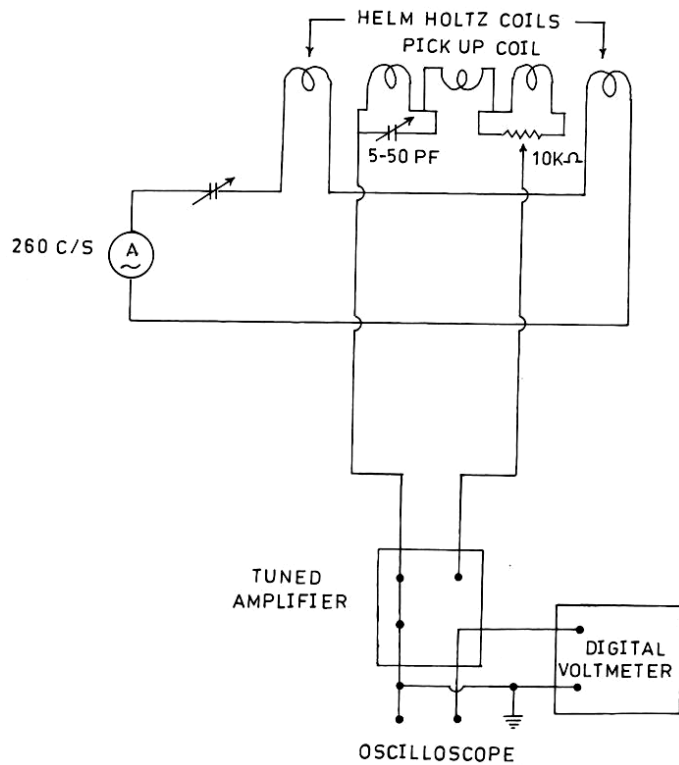 HELM HOLTZ COILS
PICK UP COIL
5-50 PF
10KΩ
260 C/S
A
~
TUNED
AMPLIFIER
DIGITAL
VOLTMETER
OSCILLOSCOPE